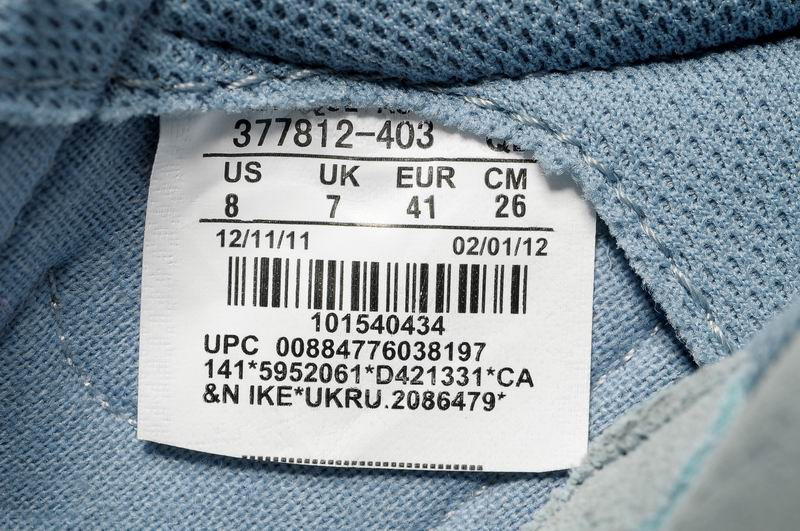 377812-403
US UK EUR CM
8 7 41 26
12/11/11 02/01/12
101540434
UPC 00884776038197
141*5952061*D421331*CA
&N IKE*UKRU.2086479*